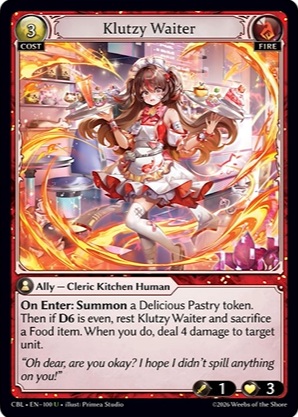 3
Klutzy Waiter
COST
FIRE
Ally — Cleric Kitchen Human
On Enter: Summon a Delicious Pastry token.
Then if D6 is even, rest Klutzy Waiter and sacrifice
a Food item. When you do, deal 4 damage to target
unit.
“Oh dear, are you okay? I hope I didn’t spill anything
on you!”
1
3
CBL • EN-100 U • illust: Primea Studio
©2026 Weebs of the Shore